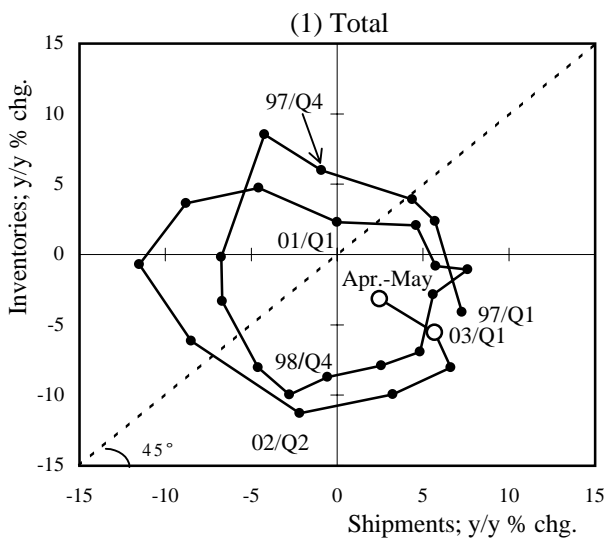 (1) Total
Inventories; y/y % chg.
15
10
5
0
-5
-10
-15
97/Q4
01/Q1
Apr.-May
97/Q1
03/Q1
98/Q4
02/Q2
45°
-15
-10
-5
0
5
10
15
Shipments; y/y % chg.